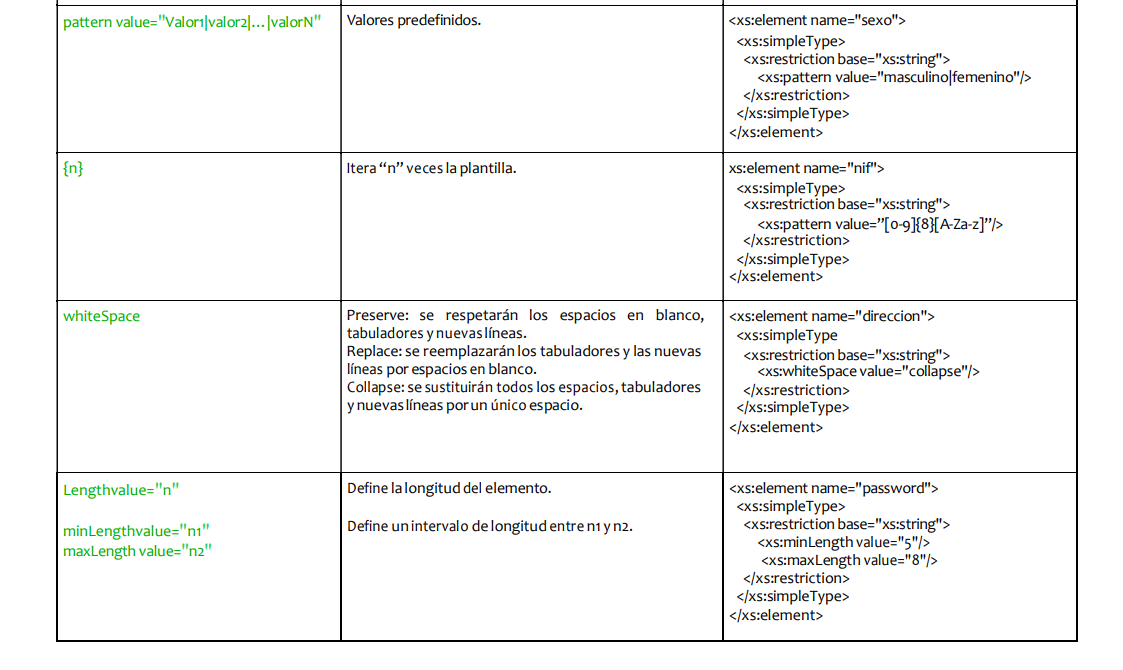 pattern value="Valor1|valor2|...|valorN"
Valores predefinidos.
<xs:element name="sexo">
<xs:simpleType>
<xs:restriction base="xs:string">
<xs:pattern value="masculino|femenino"/>
</xs:restriction>
</xs:simpleType>
</xs:element>
{n}
Itera “n” veces la plantilla.
xs:element name="nif">
<xs:simpleType>
<xs:restriction base="xs:string">
<xs:pattern value=”[0-9]{8}[A-Za-z]”/>
</xs:restriction>
</xs:simpleType>
</xs:element>
whiteSpace
Preserve: se respetarán los espacios en blanco,
tabuladores y nuevas líneas.
Replace: se reemplazarán los tabuladores y las nuevas
líneas por espacios en blanco.
Collapse: se sustituirán todos los espacios, tabuladores
y nuevas líneas por un único espacio.
<xs:element name="direccion">
<xs:simpleType
<xs:restriction base="xs:string">
<xs:whiteSpace value="collapse"/>
</xs:restriction>
</xs:simpleType>
</xs:element>
Lengthvalue="n"
minLengthvalue="n1"
maxLength value="n2"
Define la longitud del elemento.
Define un intervalo de longitud entre n1 y n2.
<xs:element name="password">
<xs:simpleType>
<xs:restriction base="xs:string">
<xs:minLength value="5"/>
<xs:maxLength value="8"/>
</xs:restriction>
</xs:simpleType>
</xs:element>